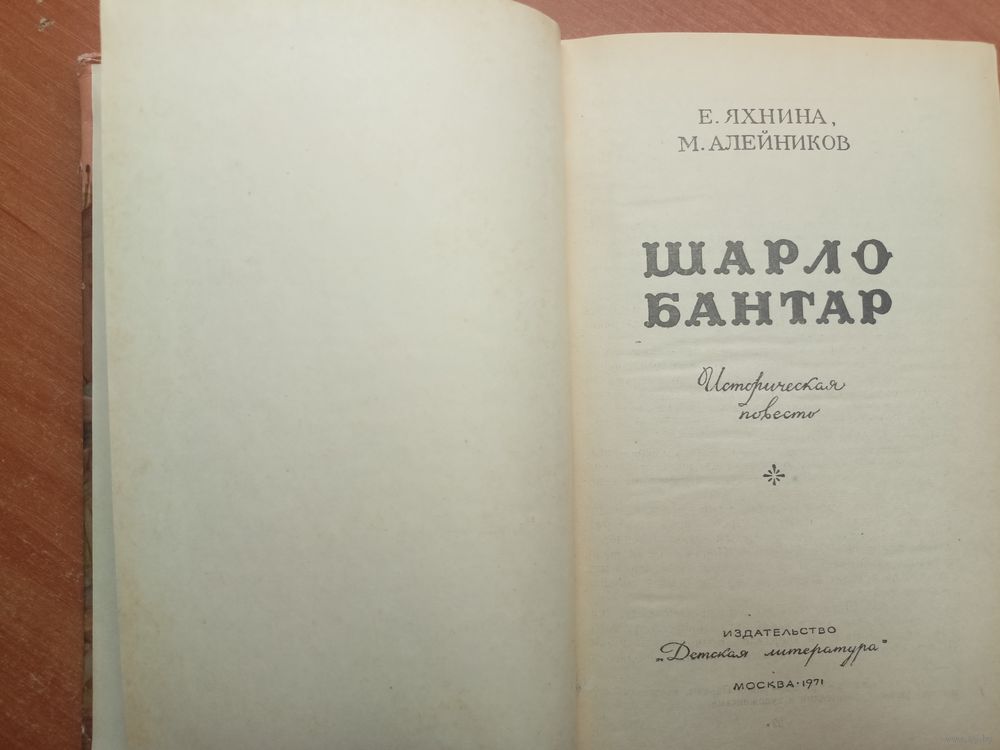 Е. ЯХНИНА,
М. АЛЕЙНИКОВ
ШАРЛО
БАНТАР
Историческая
повесть
ИЗДАТЕЛЬСТВО
„Детская литература"
МОСКВА · 1971